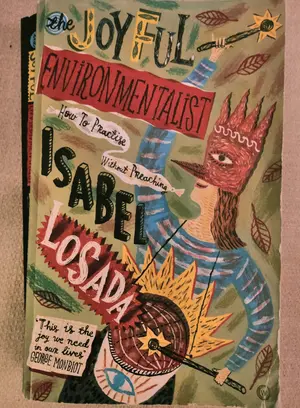 the JOYFUL
ENVIRONMENTALIST
How To Practise
Without Preaching
ISABEL
LOSADA
"This is the
joy we need
in our lives"
GEORGE MONBIOT